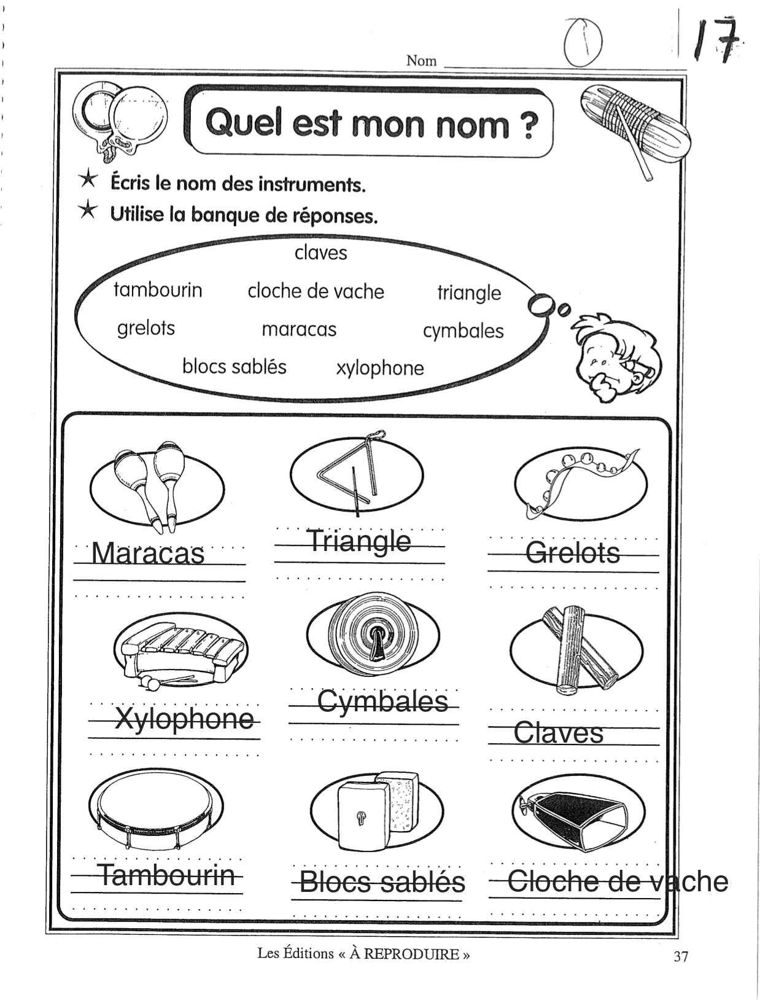 17
Nom
Quel est mon nom ?
Écris le nom des instruments.
Utilise la banque de réponses.
claves
tambourin cloche de vache triangle
grelots maracas cymbales
blocs sablés xylophone
Maracas Triangle Grelots
Xylophone Cymbales Claves
Tambourin Blocs sablés Cloche de vache
Les Éditions « À REPRODUIRE » 37